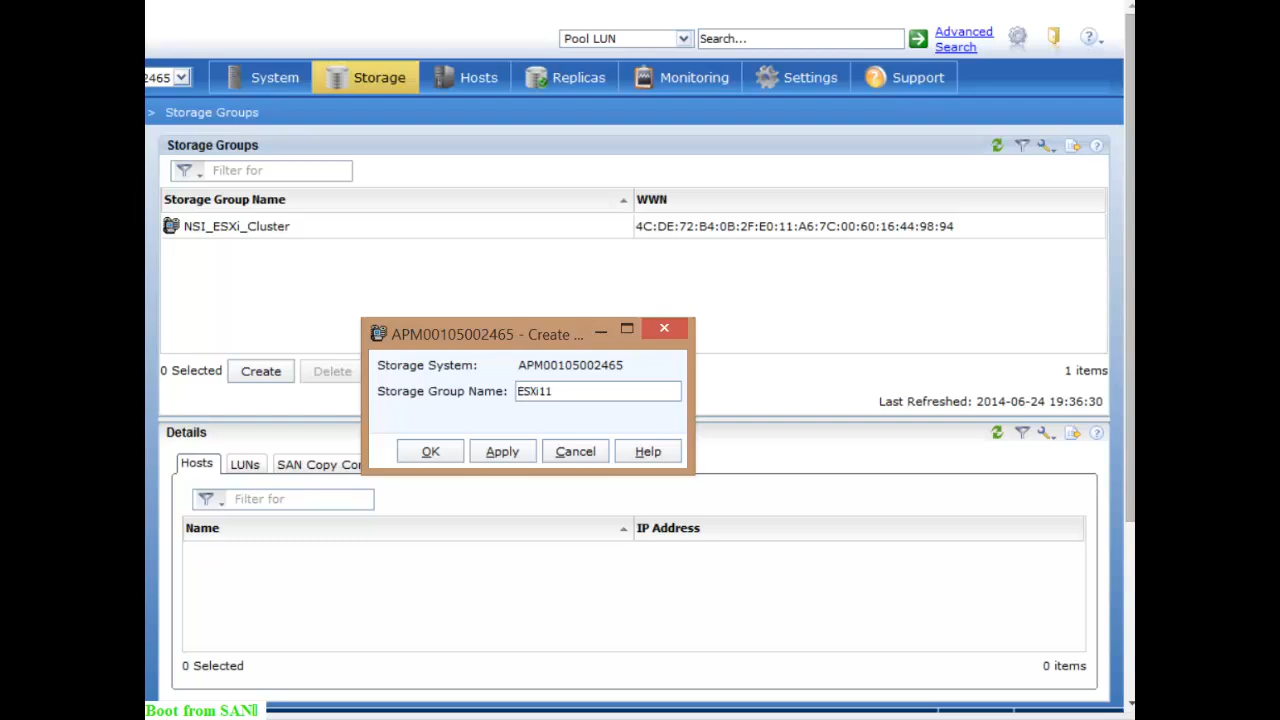 Pool LUN
Search...
Advanced
Search
2465
System
Storage
Hosts
Replicas
Monitoring
Settings
Support
> Storage Groups
Storage Groups
Filter for
Storage Group Name
WWN
NSI_ESXi_Cluster
4C:DE:72:B4:0B:2F:E0:11:A6:7C:00:60:16:44:98:94
APM00105002465 - Create ...
Storage System:
APM00105002465
Storage Group Name:
ESXi11
OK
Apply
Cancel
Help
0 Selected
Create
Delete
1 items
Last Refreshed: 2014-06-24 19:36:30
Details
Hosts
LUNs
SAN Copy Co
Filter for
Name
IP Address
0 Selected
0 items
Boot from SAN